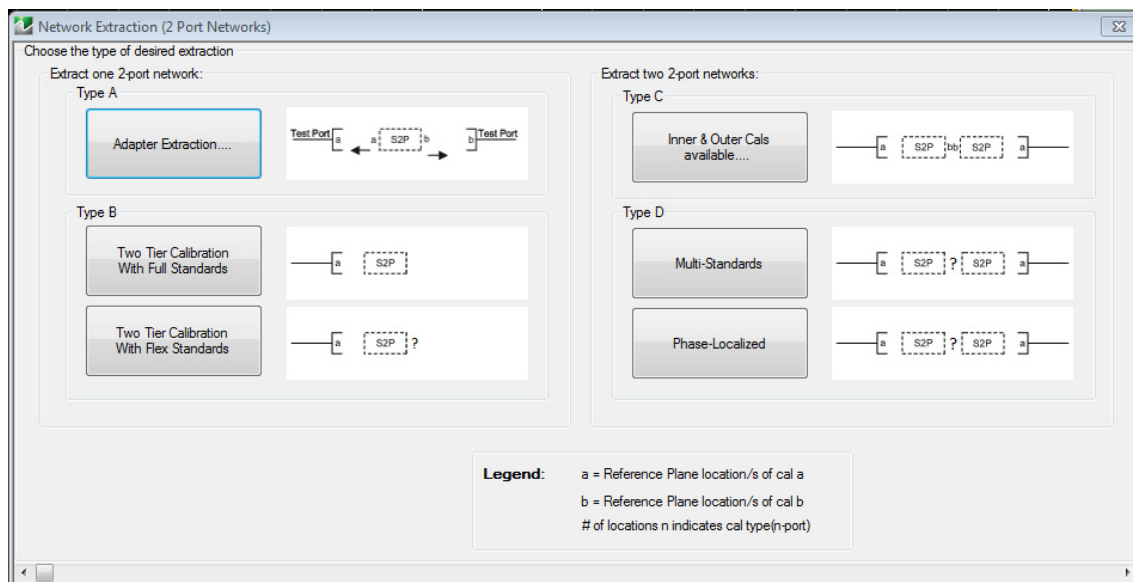 Network Extraction (2 Port Networks)
Choose the type of desired extraction
Extract one 2-port network:
Type A
Adapter Extraction....
Test Port a a S2P b b Test Port
Type B
Two Tier Calibration
With Full Standards
a S2P
Two Tier Calibration
With Flex Standards
a S2P ?
Extract two 2-port networks:
Type C
Inner & Outer Cals
available....
a S2P bb S2P a
Type D
Multi-Standards
a S2P ? S2P a
Phase-Localized
a S2P ? S2P a
Legend:
a = Reference Plane location/s of cal a
b = Reference Plane location/s of cal b
# of locations n indicates cal type(n-port)